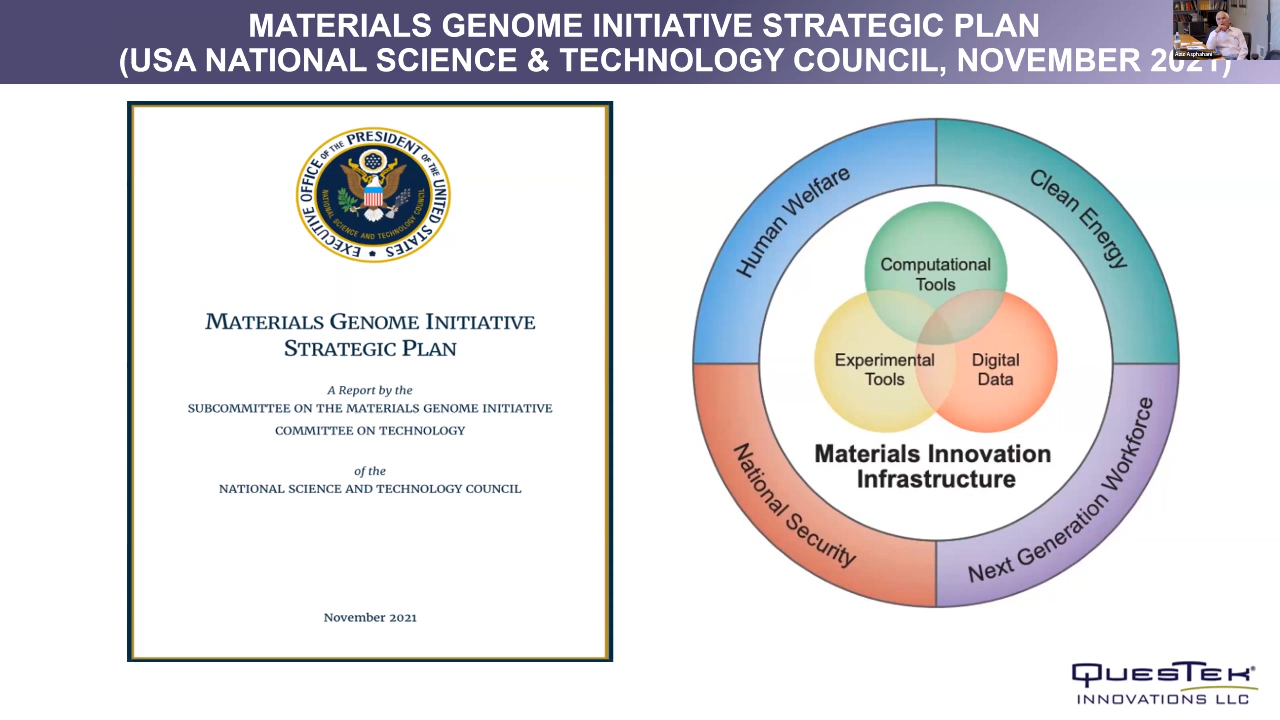 MATERIALS GENOME INITIATIVE STRATEGIC PLAN
(USA NATIONAL SCIENCE & TECHNOLOGY COUNCIL, NOVEMBER 2021)
Aziz Asphahani
EXECUTIVE OFFICE OF THE PRESIDENT OF THE UNITED STATES
NATIONAL SCIENCE AND TECHNOLOGY COUNCIL
MATERIALS GENOME INITIATIVE
STRATEGIC PLAN
A Report by the
SUBCOMMITTEE ON THE MATERIALS GENOME INITIATIVE
COMMITTEE ON TECHNOLOGY
of the
NATIONAL SCIENCE AND TECHNOLOGY COUNCIL
November 2021
Human Welfare
Clean Energy
Computational
Tools
Experimental
Tools
Digital
Data
Materials Innovation
Infrastructure
National Security
Next Generation Workforce
QUESTEK®
INNOVATIONS LLC